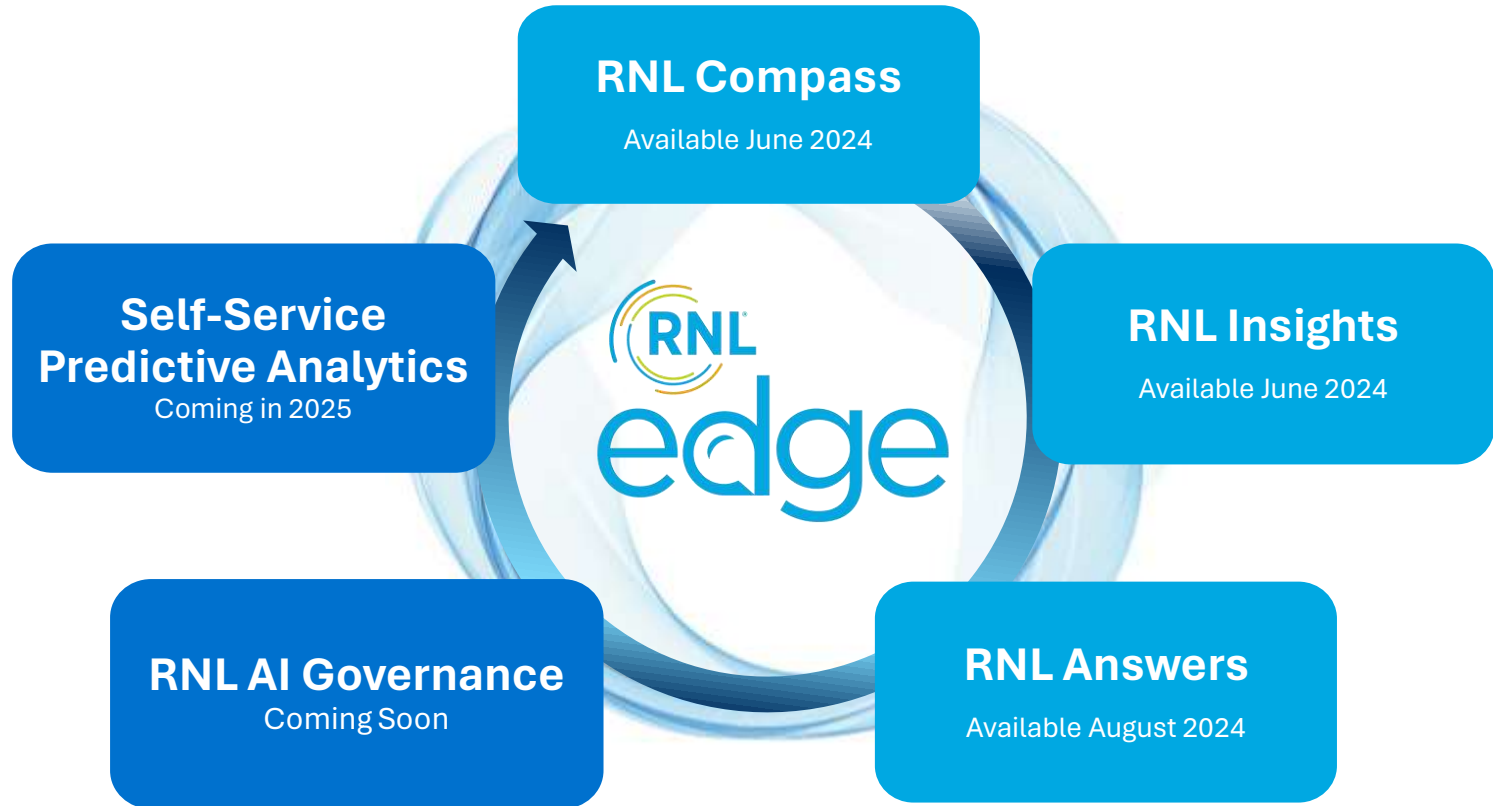 RNL Compass
Available June 2024
Self-Service
Predictive Analytics
Coming in 2025
RNL®
edge
RNL Insights
Available June 2024
RNL AI Governance
Coming Soon
RNL Answers
Available August 2024